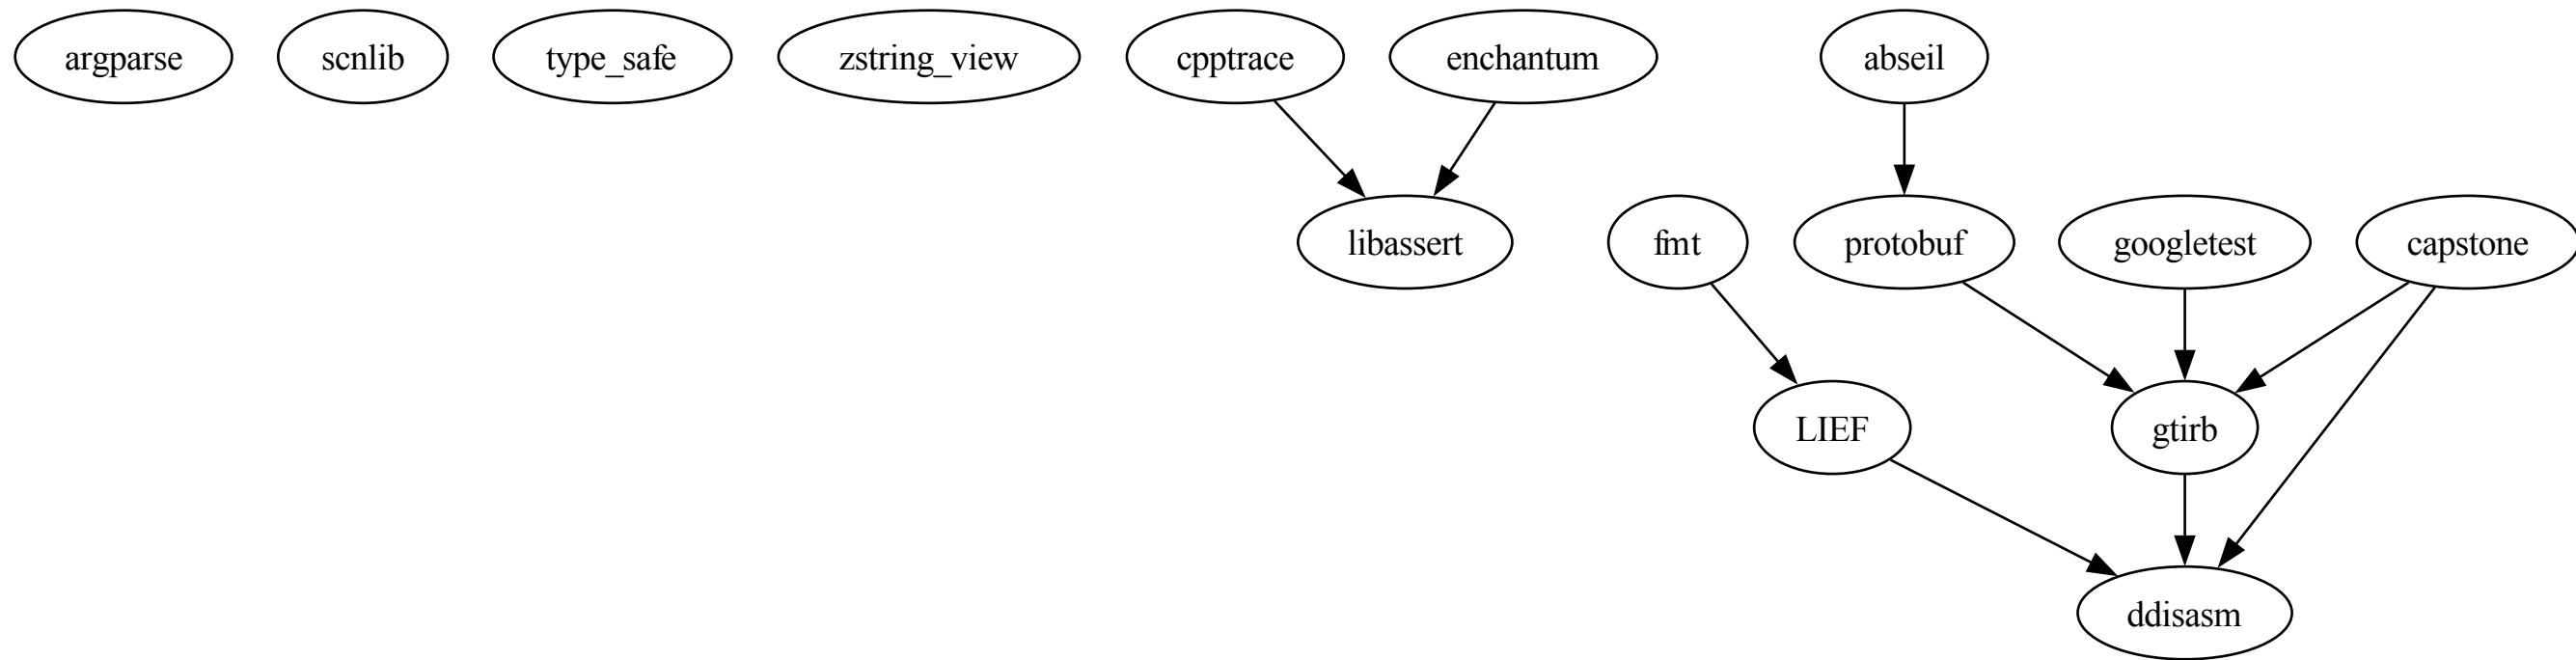 argparse
scnlib
type_safe
zstring_view
cpptrace
enchantum
abseil
libassert
fmt
protobuf
googletest
capstone
LIEF
gtirb
ddisasm